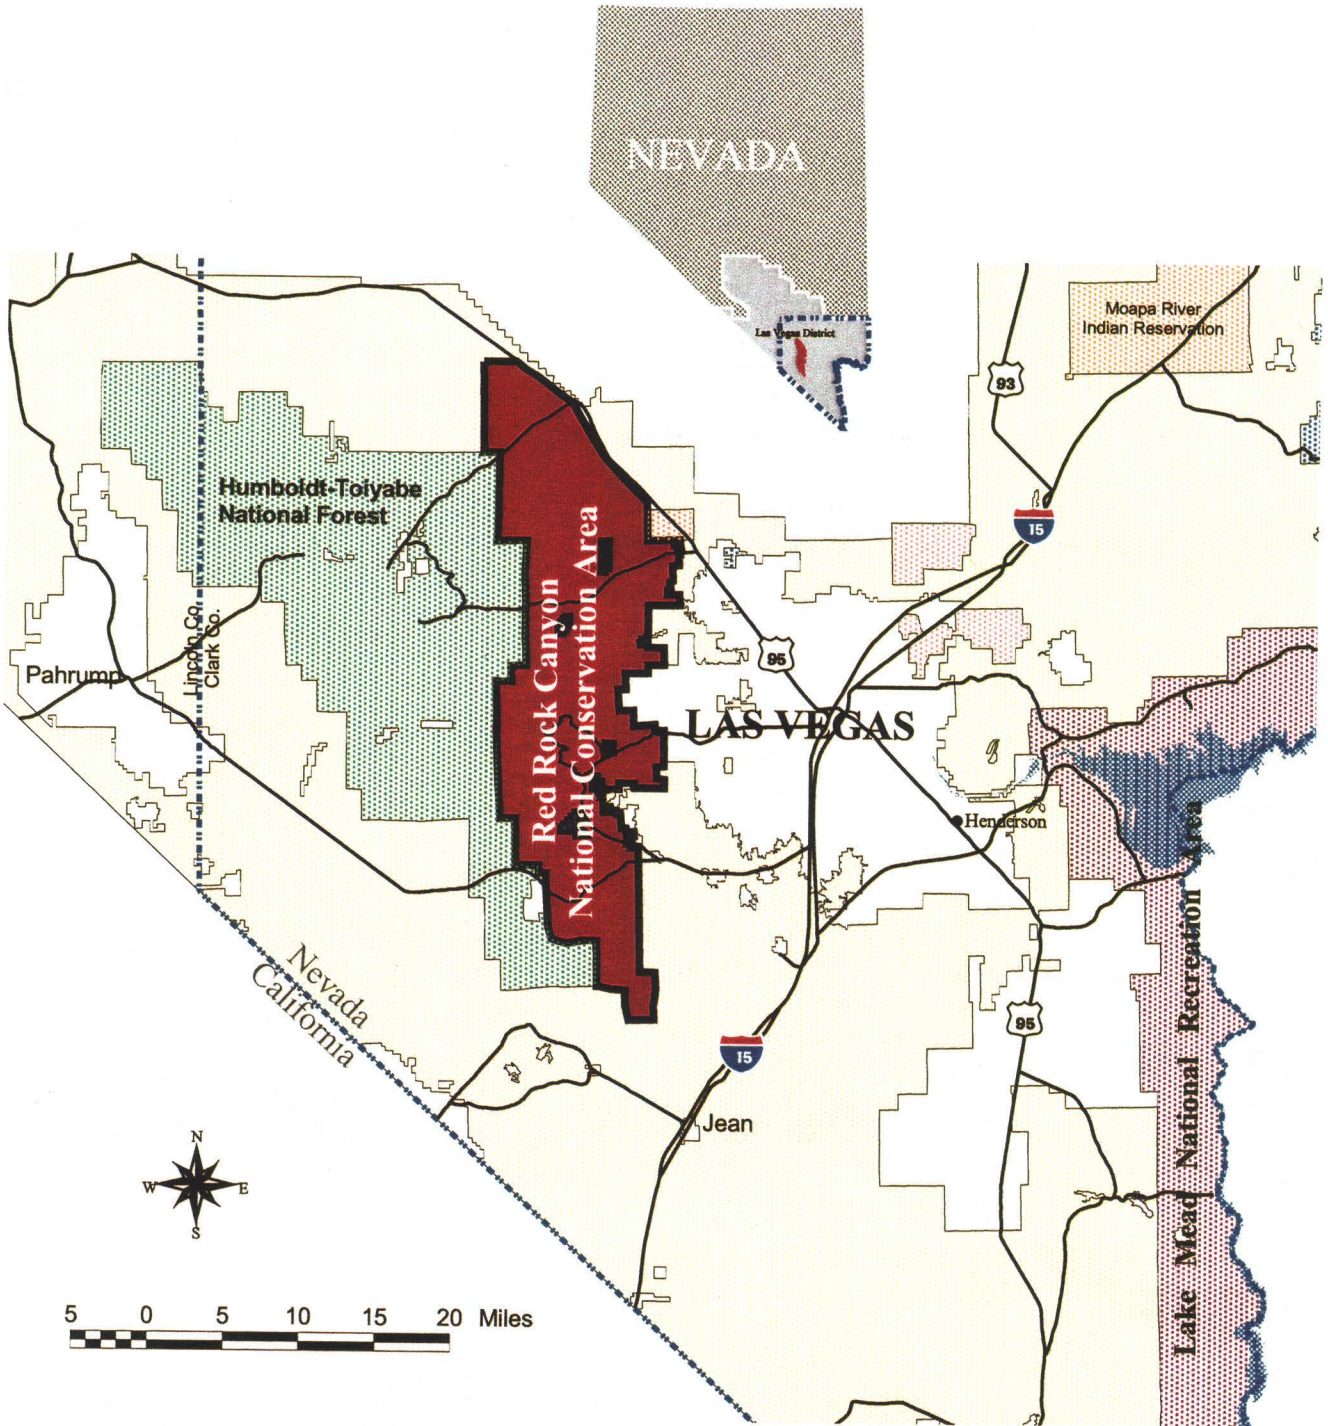 NEVADA
Las Vegas District
Moapa River
Indian Reservation
93
15
Humboldt-Toiyabe
National Forest
Red Rock Canyon
National Conservation Area
Lincoln Co.
Clark Co.
Pahrump
95
LAS VEGAS
Henderson
Lake Mead National Recreation Area
Nevada
California
95
15
Jean
N
W
E
S
5 0 5 10 15 20 Miles